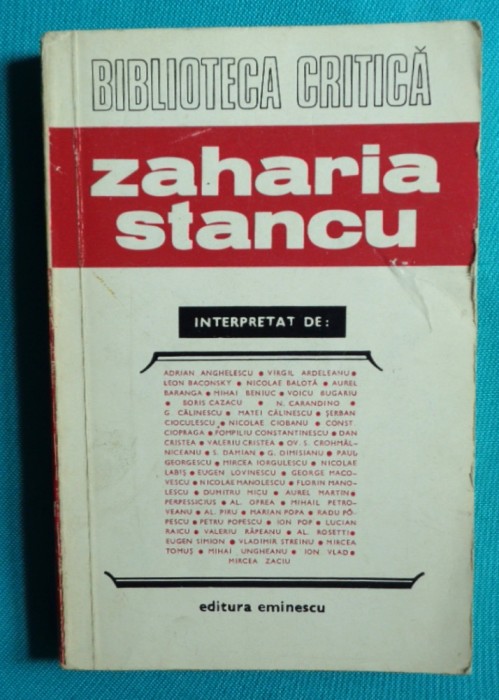 BIBLIOTECA CRITICĂ
zaharia
stancu
INTERPRETAT DE:
ADRIAN ANGHELESCU ● VIRGIL ARDELEANU ●
LEON BACONSKY ● NICOLAE BALOTĂ ● AUREL
BARANGA ● MIHAI BENIUC ● VOICU BUGARIU
● BORIS CAZACU ● N. CARANDINO ●
G. CĂLINESCU ● MATEI CĂLINESCU ● ȘERBAN
CIOCULESCU ● NICOLAE CIOBANU ● CONST.
CIOPRAGA ● POMPILIU CONSTANTINESCU ● DAN
CRISTEA ● VALERIU CRISTEA ● OV. S. CROHMĂL-
NICEANU ● S. DAMIAN ● G. DIMISIANU ● PAUL
GEORGESCU ● MIRCEA IORGULESCU ● NICOLAE
LABIȘ ● EUGEN LOVINESCU ● GEORGE MACO-
VESCU ● NICOLAE MANOLESCU ● FLORIN MANO-
LESCU ● DUMITRU MICU ● AUREL MARTIN ●
PERPESSICIUS ● AL. OPREA ● MIHAIL PETRO-
VEANU ● AL. PIRU ● MARIAN POPA ● RADU PO-
PESCU ● PETRU POPESCU ● ION POP ● LUCIAN
RAICU ● VALERIU RÂPEANU ● AL. ROSETTI ●
EUGEN SIMION ● VLADIMIR STREINU ● MIRCEA
TOMUȘ ● MIHAI UNGHEANU ● ION VLAD ●
MIRCEA ZACIU
editura eminescu